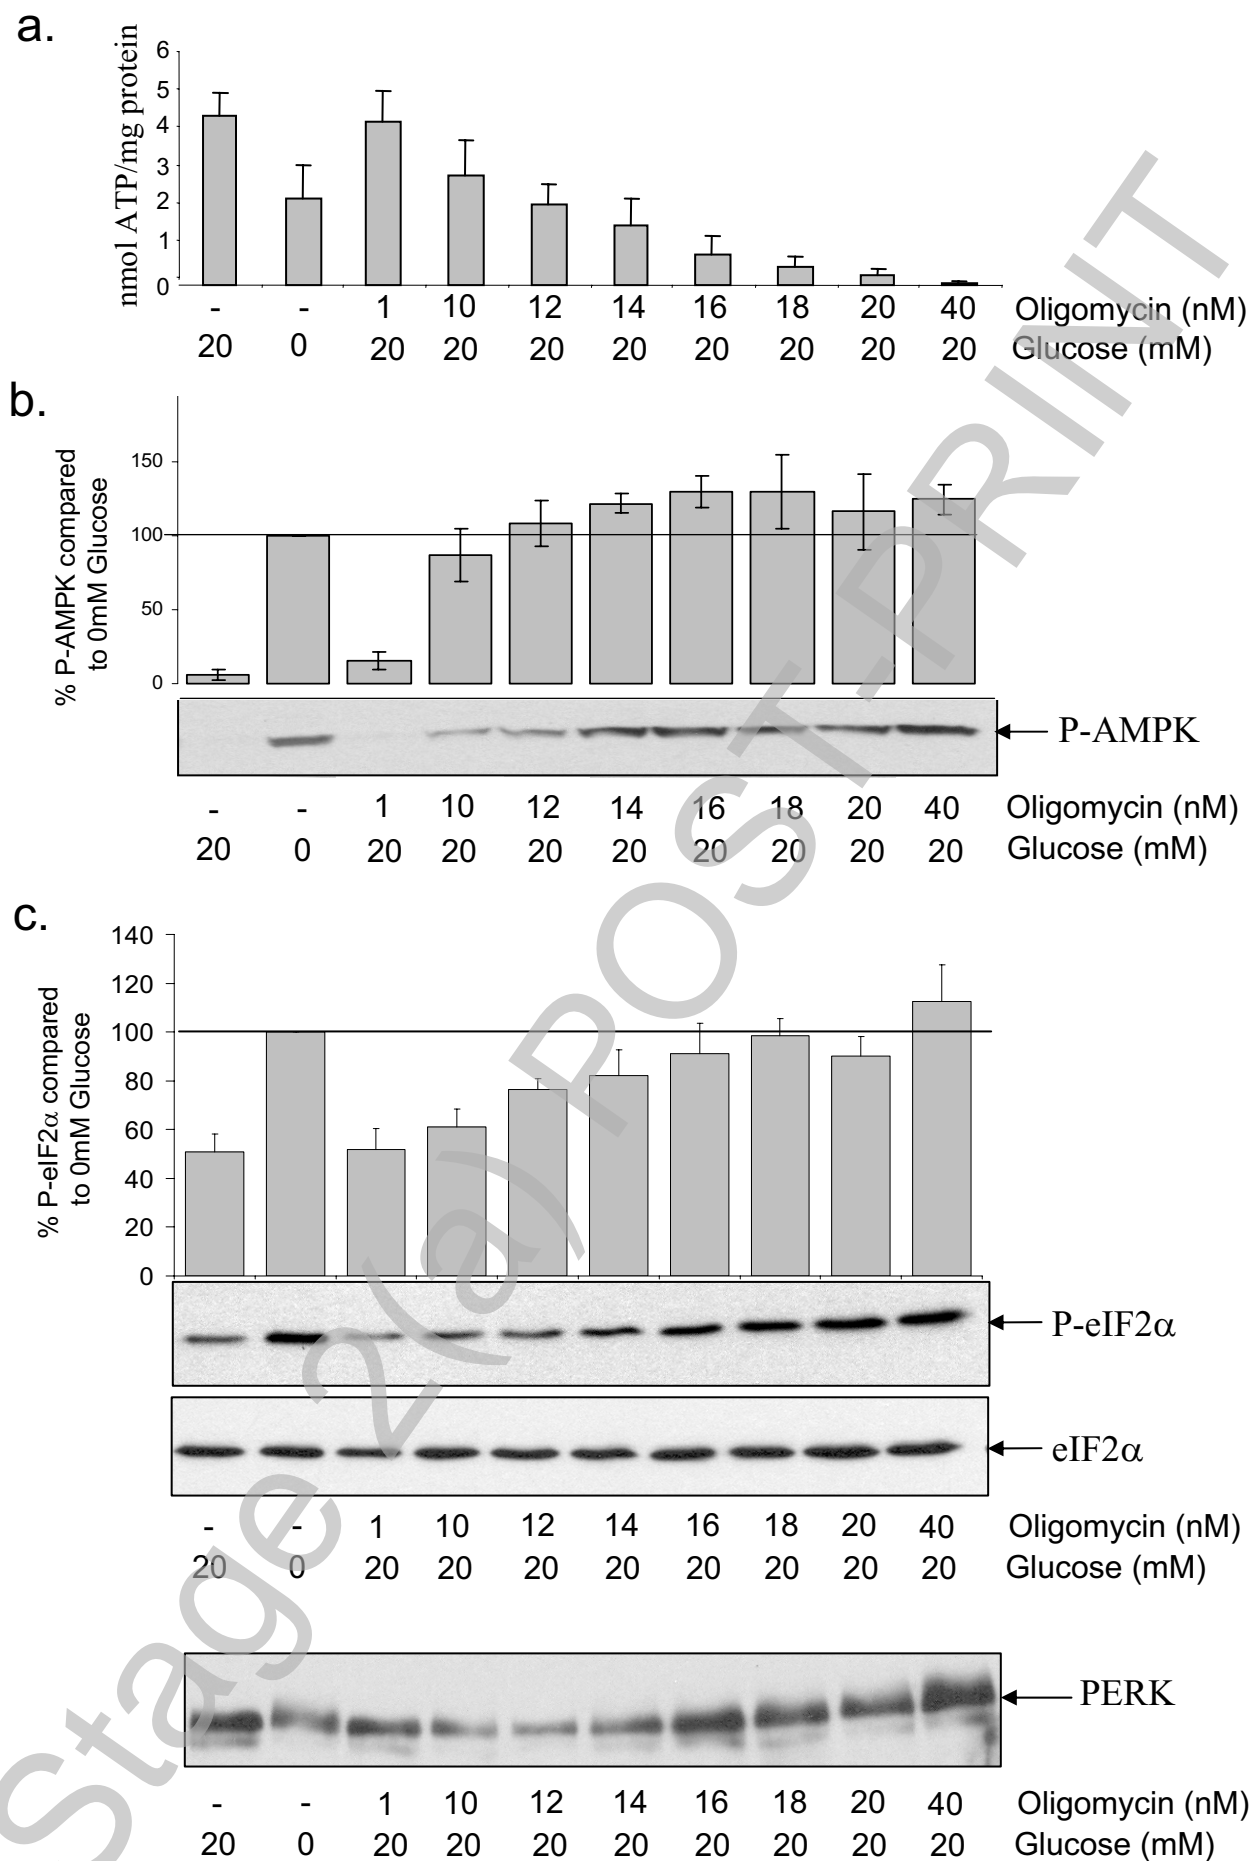 a.
nmol ATP/mg protein
6
5
4
3
2
1
0
- - 1 10 12 14 16 18 20 40 Oligomycin (nM)
20 0 20 20 20 20 20 20 20 20 Glucose (mM)
b.
% P-AMPK compared
to 0mM Glucose
150
100
50
0
P-AMPK
- - 1 10 12 14 16 18 20 40 Oligomycin (nM)
20 0 20 20 20 20 20 20 20 20 Glucose (mM)
c.
% P-eIF2α compared
to 0mM Glucose
140
120
100
80
60
40
20
0
P-eIF2α
eIF2α
- - 1 10 12 14 16 18 20 40 Oligomycin (nM)
20 0 20 20 20 20 20 20 20 20 Glucose (mM)
PERK
- - 1 10 12 14 16 18 20 40 Oligomycin (nM)
20 0 20 20 20 20 20 20 20 20 Glucose (mM)
Stage 2(a) POST-PRINT